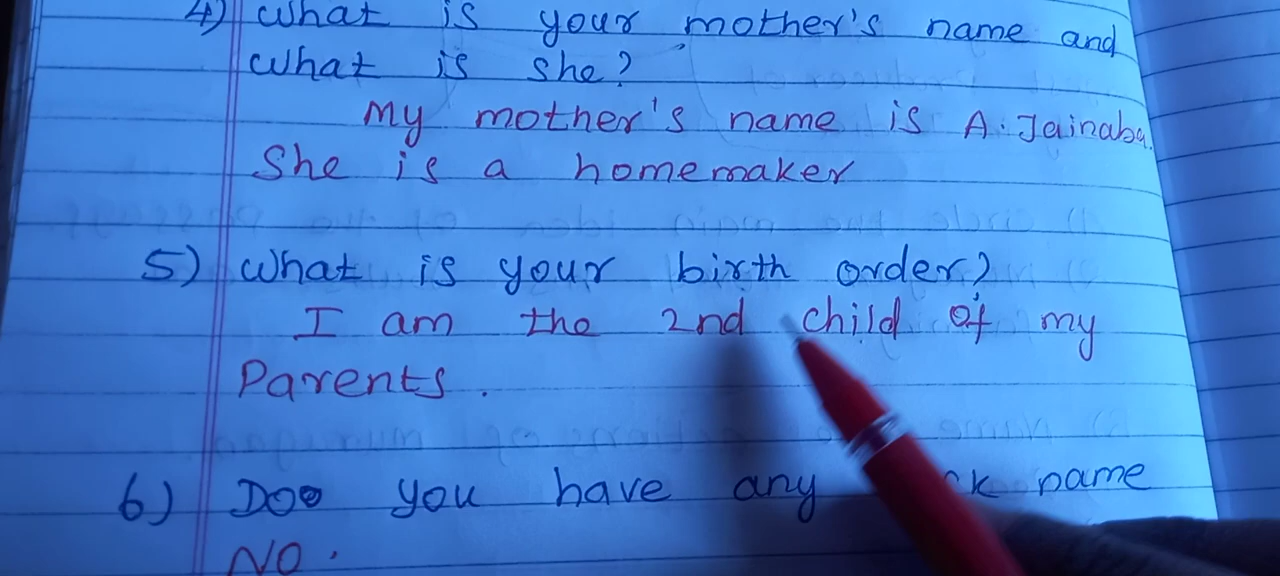 4) What is your mother's name and
what is she?
My mother's name is A. Jainaba.
She is a homemaker
5) What is your birth order?
I am the 2nd child of my
Parents.
6) Do you have any name
NO.